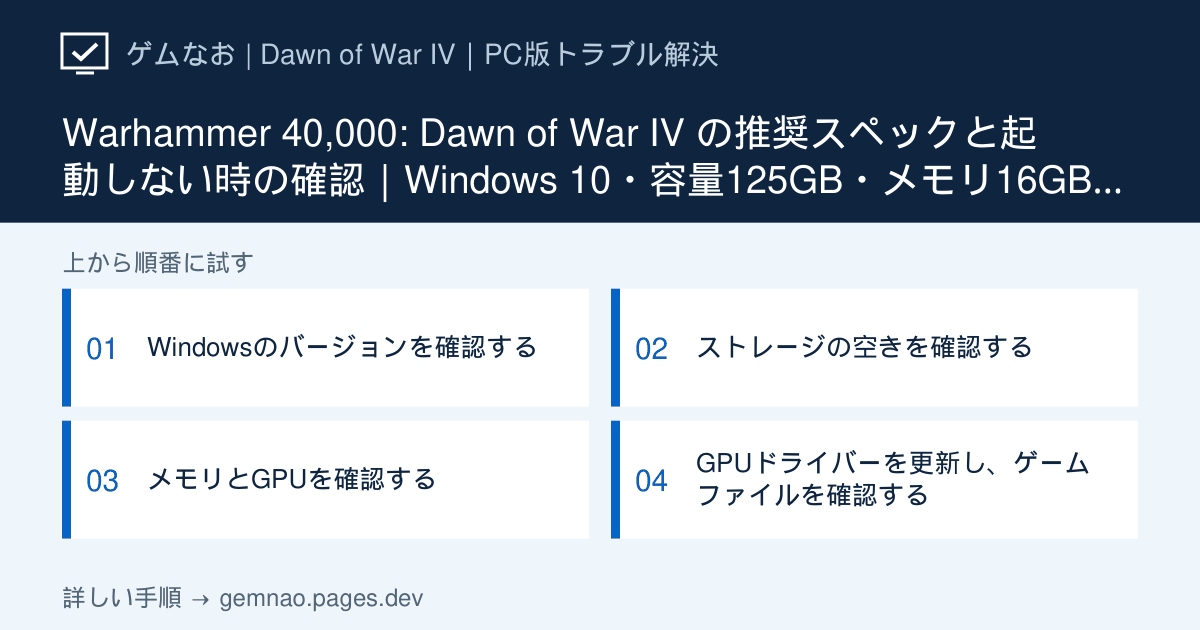 ゲムなお | Dawn of War IV | PC版トラブル解決
Warhammer 40,000: Dawn of War IV の推奨スペックと起
動しない時の確認 | Windows 10・容量125GB・メモリ16GB...
上から順番に試す
01 Windowsのバージョンを確認する
02 ストレージの空きを確認する
03 メモリとGPUを確認する
04 GPUドライバーを更新し、ゲーム
ファイルを確認する
詳しい手順 → gemnao.pages.dev